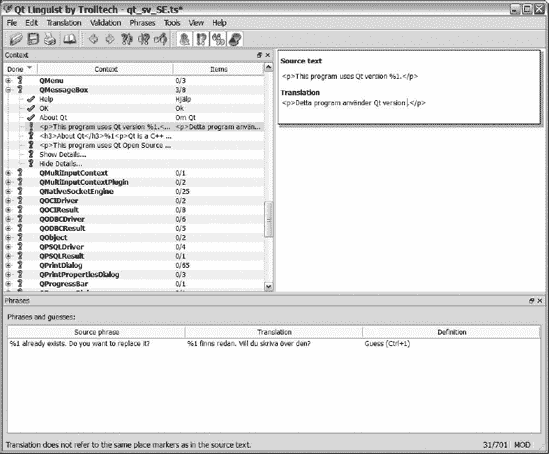 Qt Linguist by Trolltech - qt_sv_SE.ts*
File Edit Translation Validation Phrases Tools View Help
Context
Done Context Items
QMenu 0/3
QMessageBox 3/8
Help Hjälp
OK Ok
About Qt Om Qt
<p>This program uses Qt version %1.<... <p>Detta program använ...
<h3>About Qt</h3>%1<p>Qt is a C++ ...
<p>This program uses Qt Open Source ...
Show Details...
Hide Details...
QMultiInputContext 0/1
QMultiInputContextPlugin 0/2
QNativeSocketEngine 0/25
QOCIDriver 0/2
QOCIResult 0/8
QODBCDriver 0/6
QODBCResult 0/5
QObject 0/2
QPSQLDriver 0/4
QPSQLResult 0/1
QPrintDialog 0/65
QPrintPropertiesDialog 0/3
QProgressBar 0/1
Source text
<p>This program uses Qt version %1.</p>
Translation
<p>Detta program använder Qt version .</p>
Phrases
Phrases and guesses:
Source phrase Translation Definition
%1 already exists. Do you want to replace it? %1 finns redan. Vill du skriva över den? Guess (Ctrl+1)
Translation does not refer to the same place markers as in the source text. 31/701 MOD